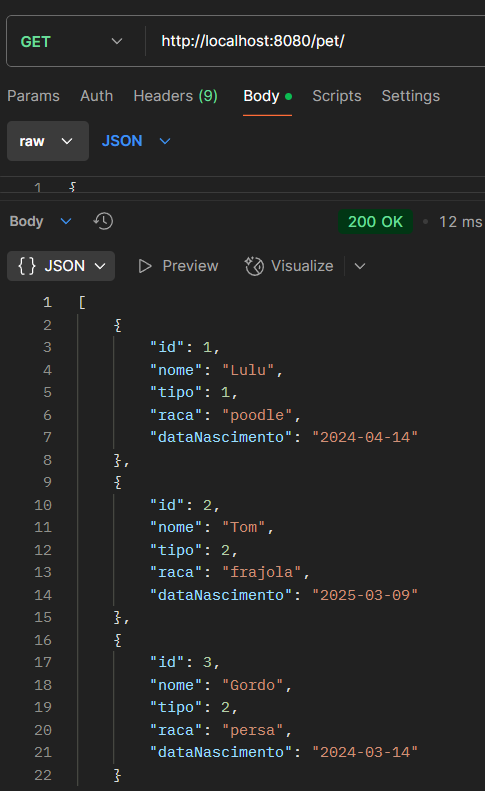 GET http://localhost:8080/pet/
Params Auth Headers (9) Body Scripts Settings
raw JSON
1 {
Body 200 OK 12 ms
{} JSON Preview Visualize
1 [
2 {
3 "id": 1,
4 "nome": "Lulu",
5 "tipo": 1,
6 "raca": "poodle",
7 "dataNascimento": "2024-04-14"
8 },
9 {
10 "id": 2,
11 "nome": "Tom",
12 "tipo": 2,
13 "raca": "frajola",
14 "dataNascimento": "2025-03-09"
15 },
16 {
17 "id": 3,
18 "nome": "Gordo",
19 "tipo": 2,
20 "raca": "persa",
21 "dataNascimento": "2024-03-14"
22 }